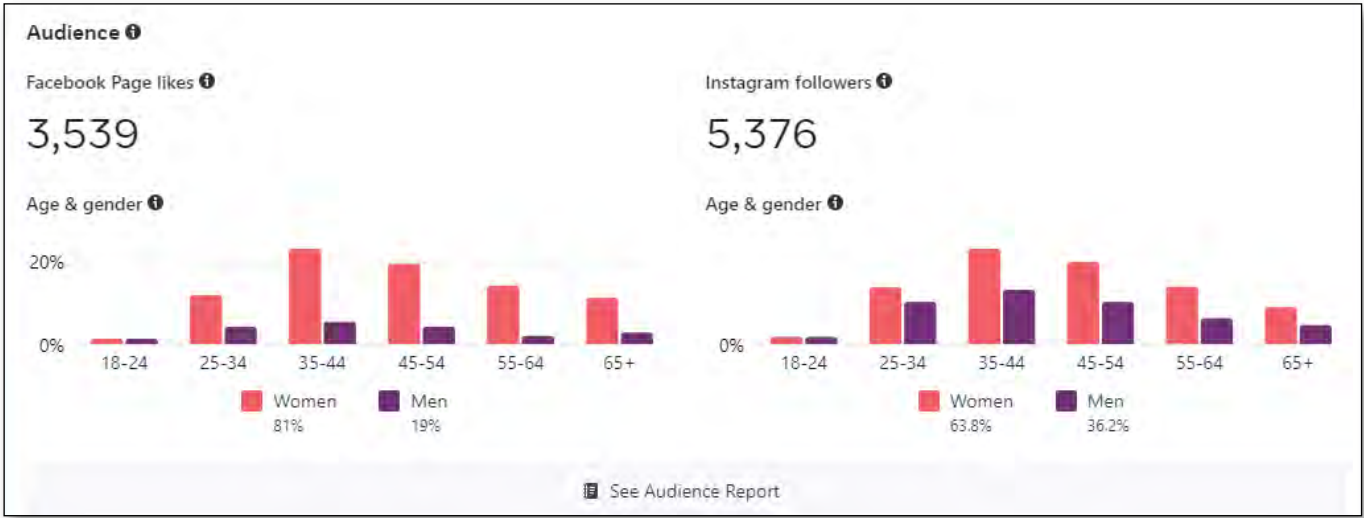 Audience
Facebook Page likes
3,539
Age & gender
20%
0%
18-24 25-34 35-44 45-54 55-64 65+
Women Men
81% 19%
Instagram followers
5,376
Age & gender
0%
18-24 25-34 35-44 45-54 55-64 65+
Women Men
63.8% 36.2%
See Audience Report